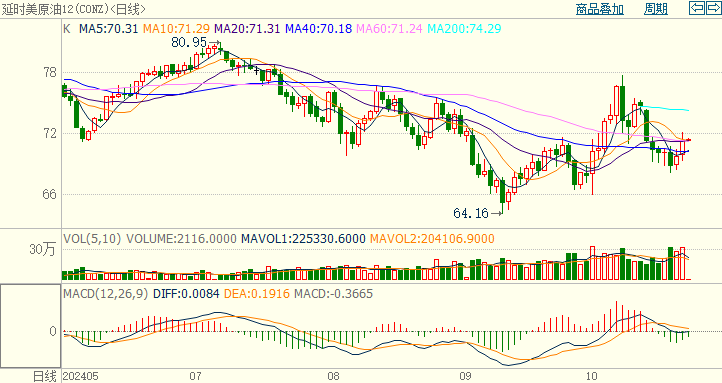 延时美原油12(CONZ)<日线> 商品叠加 周期
K MA5:70.31 MA10:71.29 MA20:71.31 MA40:70.18 MA60:71.24 MA200:74.29
80.95→
78
72
66
64.16→
VOL(5,10) VOLUME:2116.0000 MAVOL1:225330.6000 MAVOL2:204106.9000
30万
MACD(12,26,9) DIFF:0.0084 DEA:0.1916 MACD:-0.3665
0
日线 202405 07 08 09 10